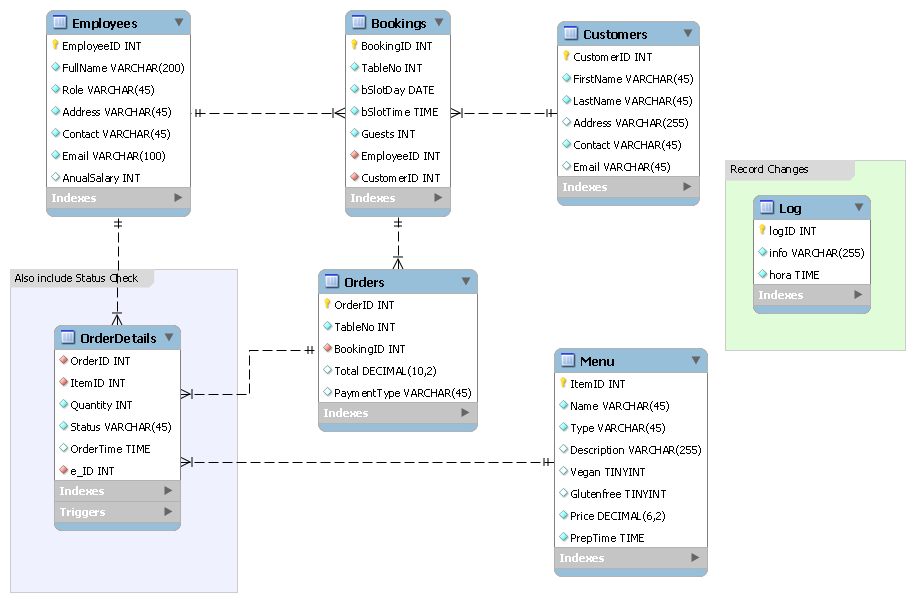 Employees
EmployeeID INT
FullName VARCHAR(200)
Role VARCHAR(45)
Address VARCHAR(45)
Contact VARCHAR(45)
Email VARCHAR(100)
AnualSalary INT
Indexes
Bookings
BookingID INT
TableNo INT
bSlotDay DATE
bSlotTime TIME
Guests INT
EmployeeID INT
CustomerID INT
Indexes
Customers
CustomerID INT
FirstName VARCHAR(45)
LastName VARCHAR(45)
Address VARCHAR(255)
Contact VARCHAR(45)
Email VARCHAR(45)
Indexes
Record Changes
Log
logID INT
info VARCHAR(255)
hora TIME
Indexes
Also include Status Check
OrderDetails
OrderID INT
ItemID INT
Quantity INT
Status VARCHAR(45)
OrderTime TIME
e_ID INT
Indexes
Triggers
Orders
OrderID INT
TableNo INT
BookingID INT
Total DECIMAL(10,2)
PaymentType VARCHAR(45)
Indexes
Menu
ItemID INT
Name VARCHAR(45)
Type VARCHAR(45)
Description VARCHAR(255)
Vegan TINYINT
Glutenfree TINYINT
Price DECIMAL(6,2)
PrepTime TIME
Indexes